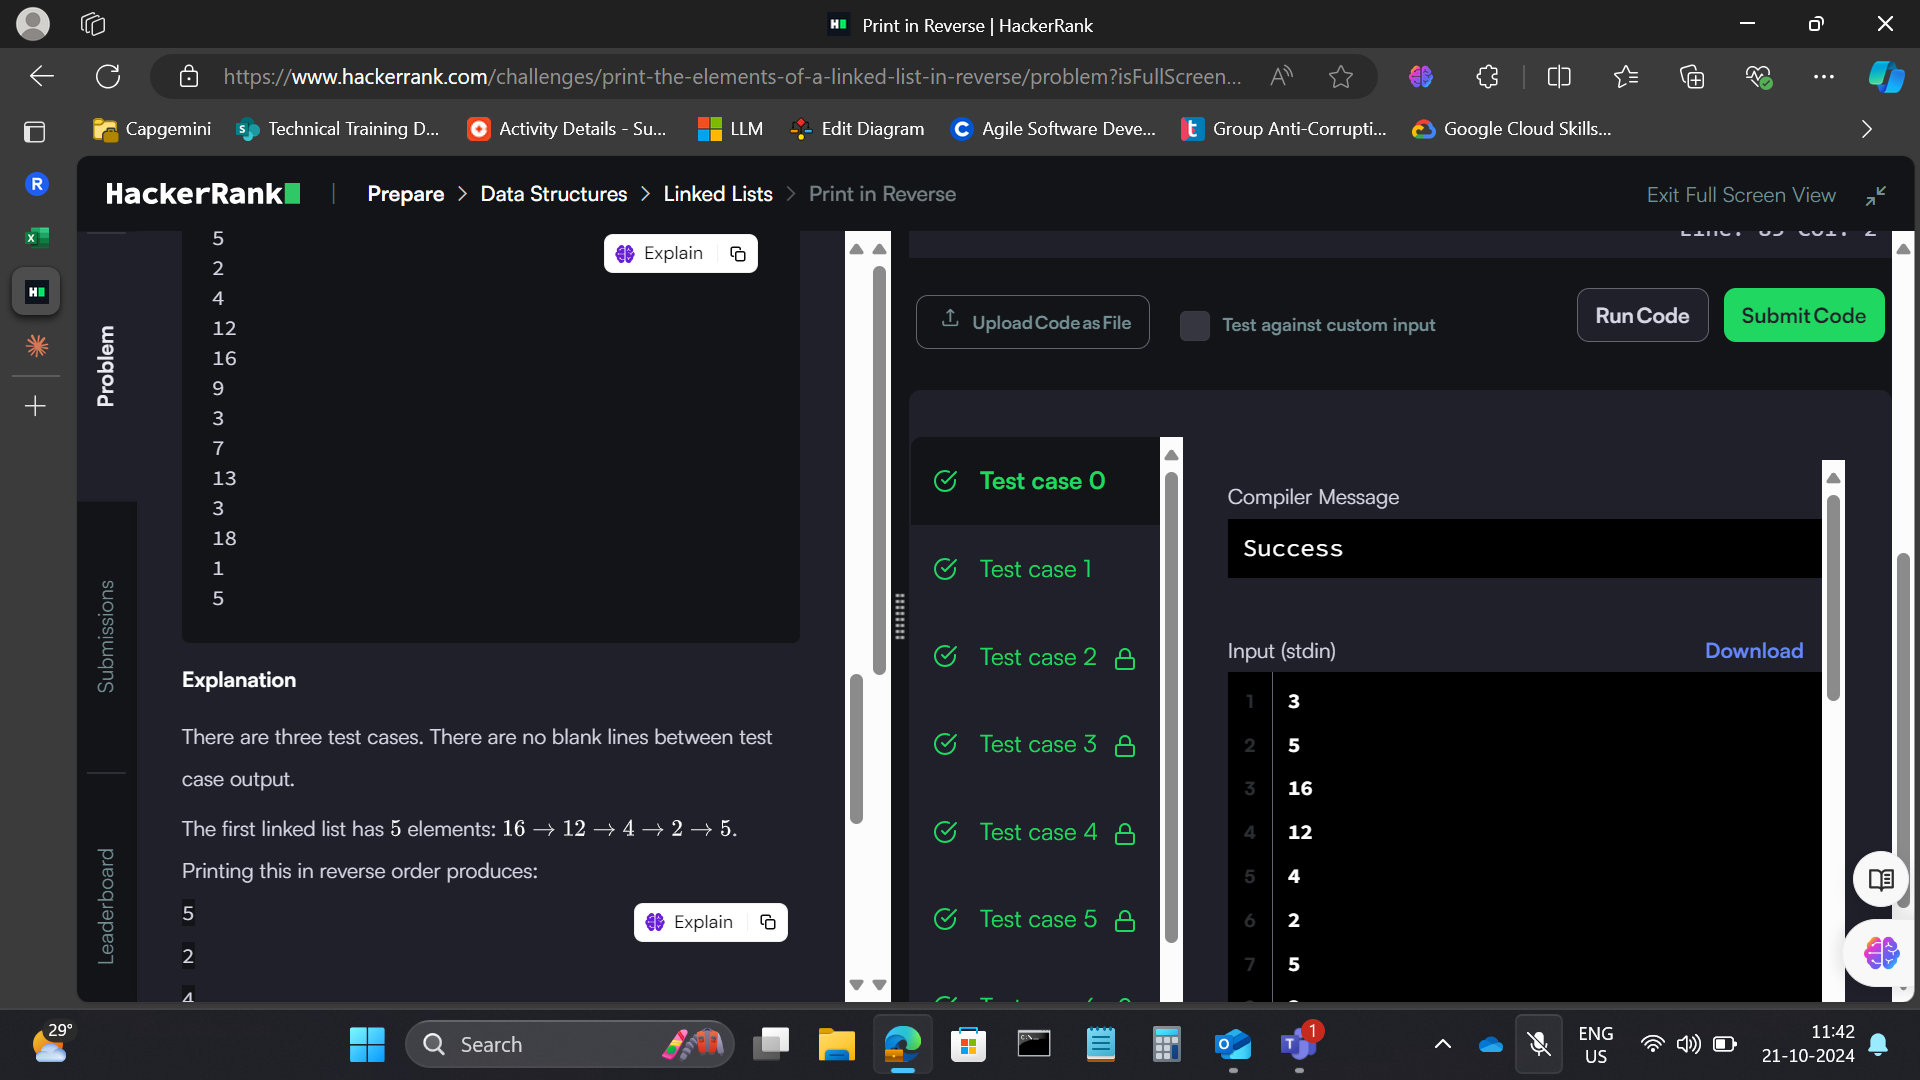 Print in Reverse | HackerRank
https://www.hackerrank.com/challenges/print-the-elements-of-a-linked-list-in-reverse/problem?isFullScreen...
Capgemini
Technical Training D...
Activity Details - Su...
LLM
Edit Diagram
Agile Software Deve...
Group Anti-Corrupti...
Google Cloud Skills...
HackerRank
Prepare > Data Structures > Linked Lists > Print in Reverse
Exit Full Screen View
Problem
Submissions
Leaderboard
5
2
4
12
16
9
3
7
13
3
18
1
5
Explain
Explanation
There are three test cases. There are no blank lines between test
case output.
The first linked list has 5 elements: 16 → 12 → 4 → 2 → 5.
Printing this in reverse order produces:
5
2
4
Explain
Line: 85 Col: 2
Upload Code as File
Test against custom input
Run Code
Submit Code
Test case 0
Test case 1
Test case 2
Test case 3
Test case 4
Test case 5
Compiler Message
Success
Input (stdin)
Download
1 3
2 5
3 16
4 12
5 4
6 2
7 5
29°
Search
1
ENG
US
11:42
21-10-2024